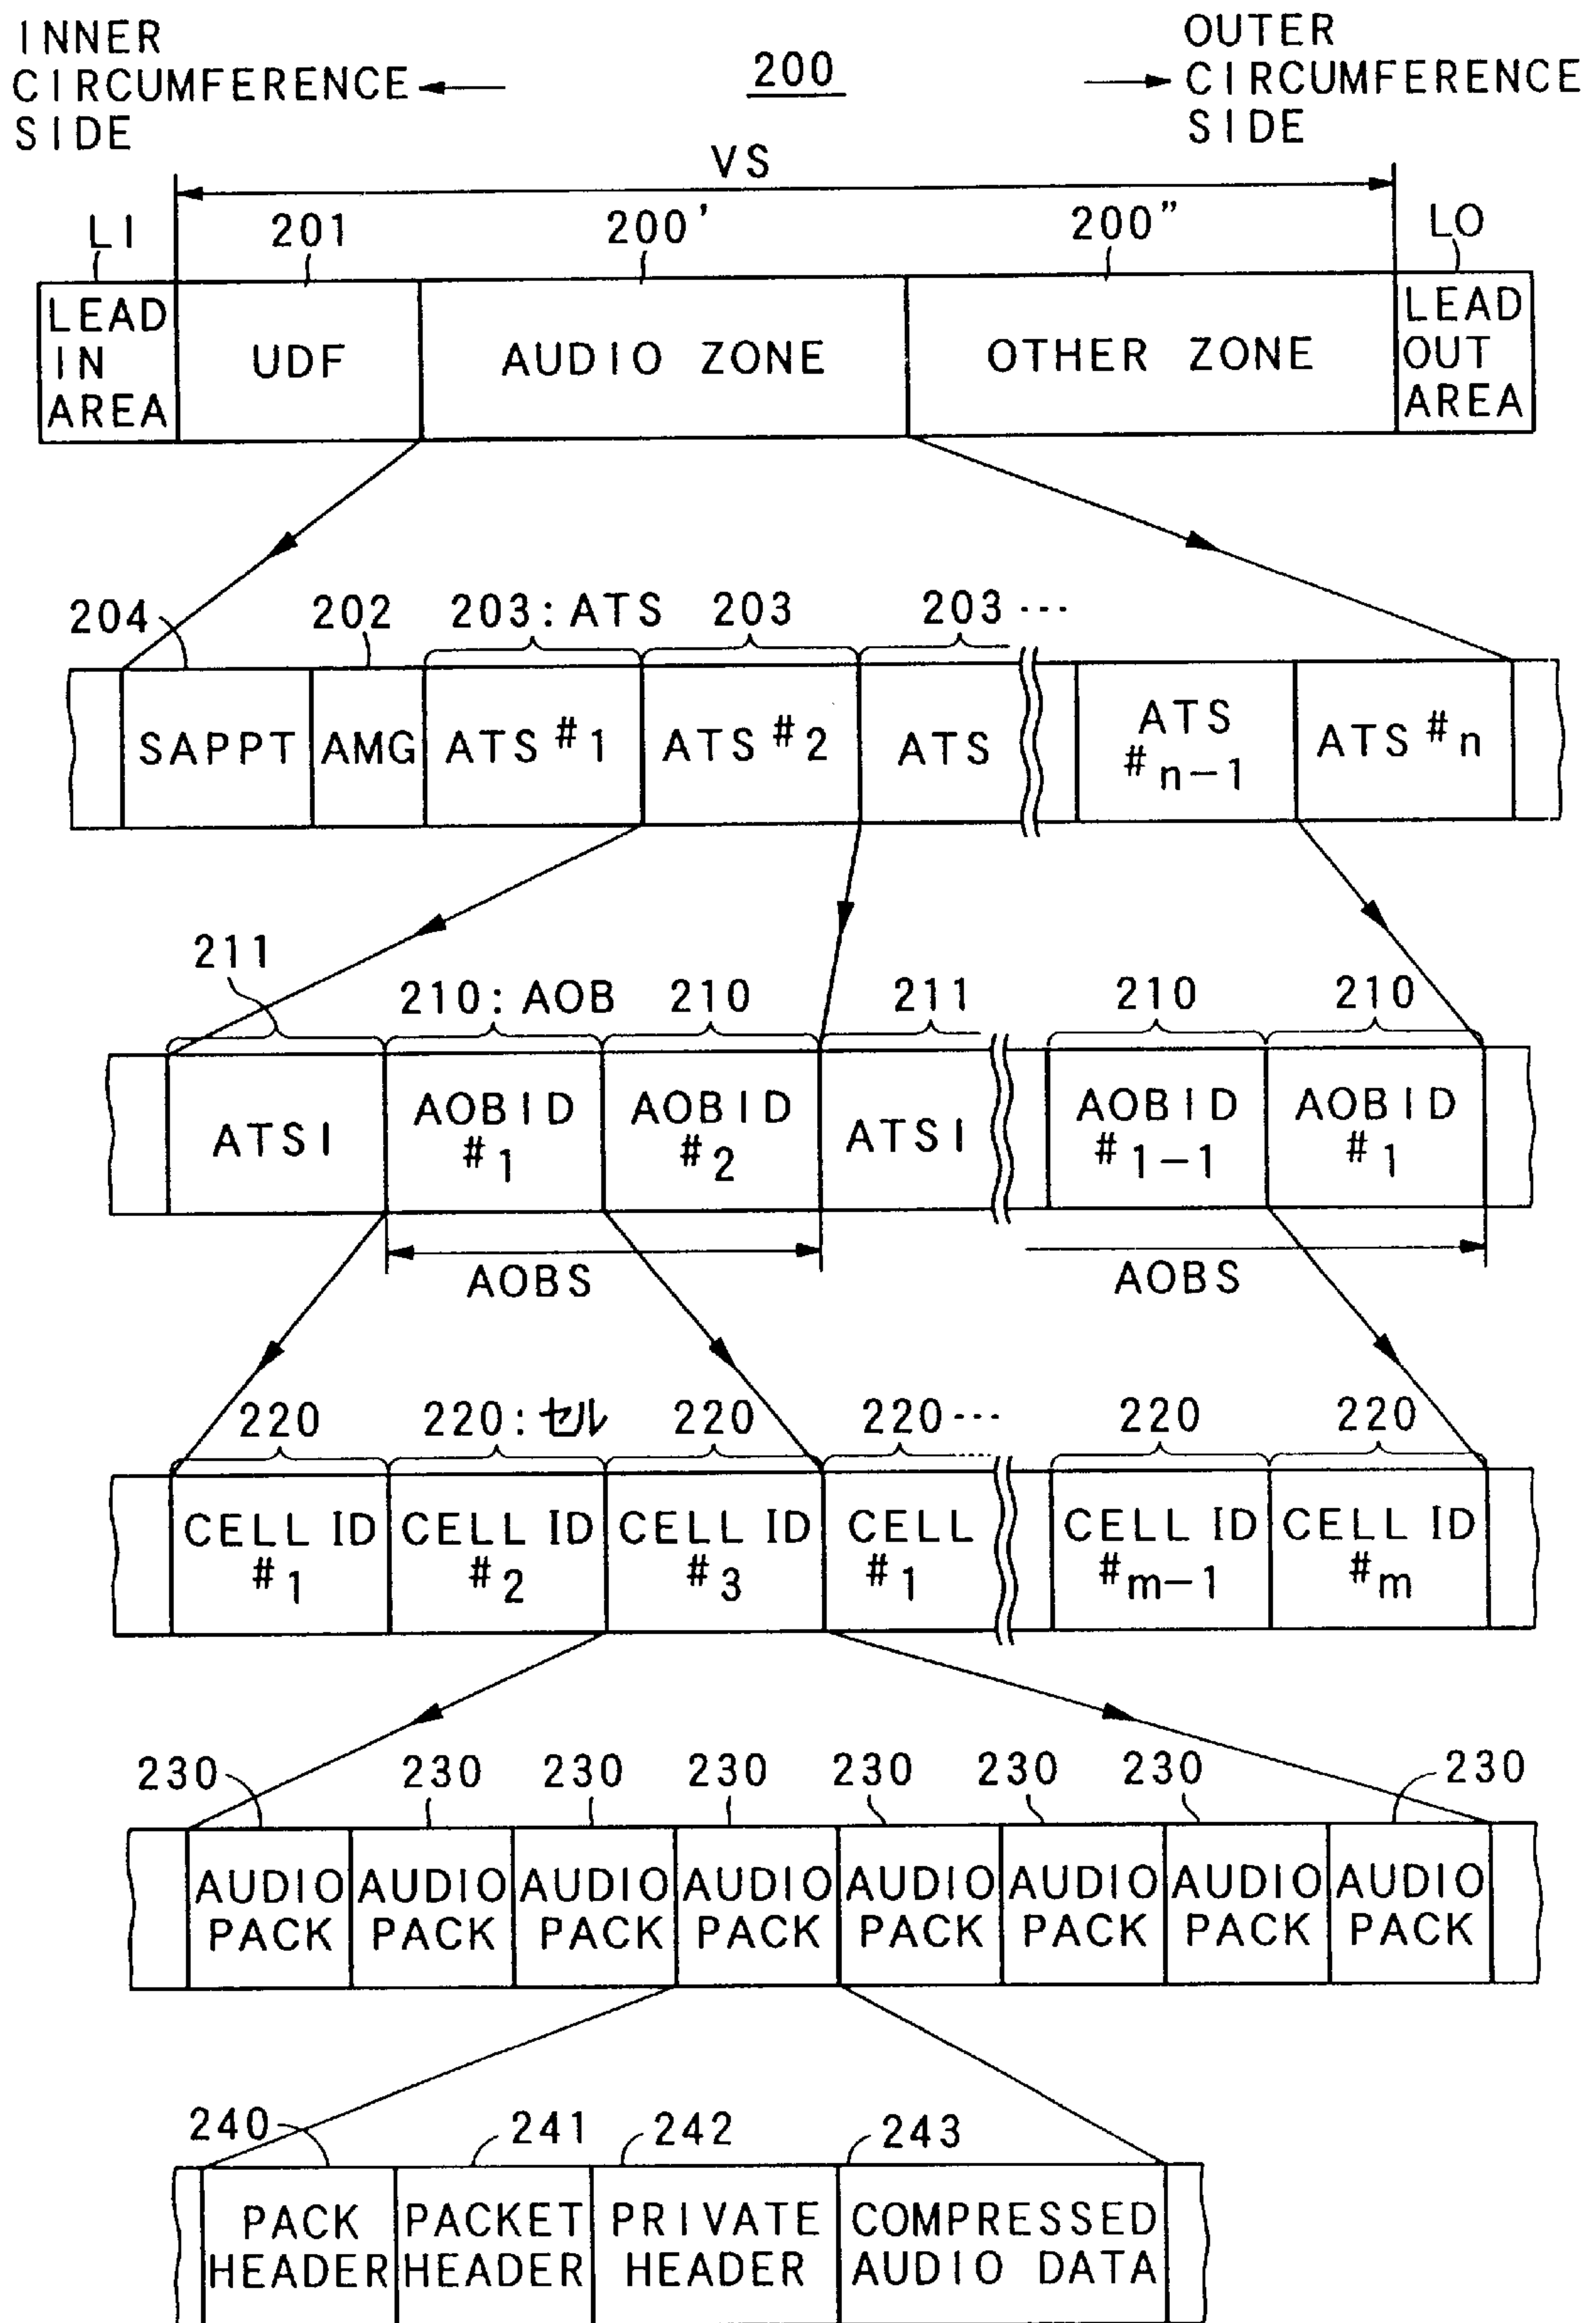 INNER
CIRCUMFERENCE
SIDE
200
OUTER
CIRCUMFERENCE
SIDE
VS
LI
201
200'
200"
LO
LEAD
IN
AREA
UDF
AUDIO ZONE
OTHER ZONE
LEAD
OUT
AREA
204
202
203:ATS
203
203 ...
SAPPT
AMG
ATS #1
ATS #2
ATS
ATS
#n-1
ATS #n
211
210:AOB
210
211
210
210
ATSI
AOBID
#1
AOBID
#2
ATSI
AOBID
#1-1
AOBID
#1
AOBS
AOBS
220
220:セル
220
220 ...
220
220
CELL ID
#1
CELL ID
#2
CELL ID
#3
CELL
#1
CELL ID
#m-1
CELL ID
#m
230
230
230
230
230
230
230
230
AUDIO
PACK
AUDIO
PACK
AUDIO
PACK
AUDIO
PACK
AUDIO
PACK
AUDIO
PACK
AUDIO
PACK
AUDIO
PACK
240
241
242
243
PACK
HEADER
PACKET
HEADER
PRIVATE
HEADER
COMPRESSED
AUDIO DATA